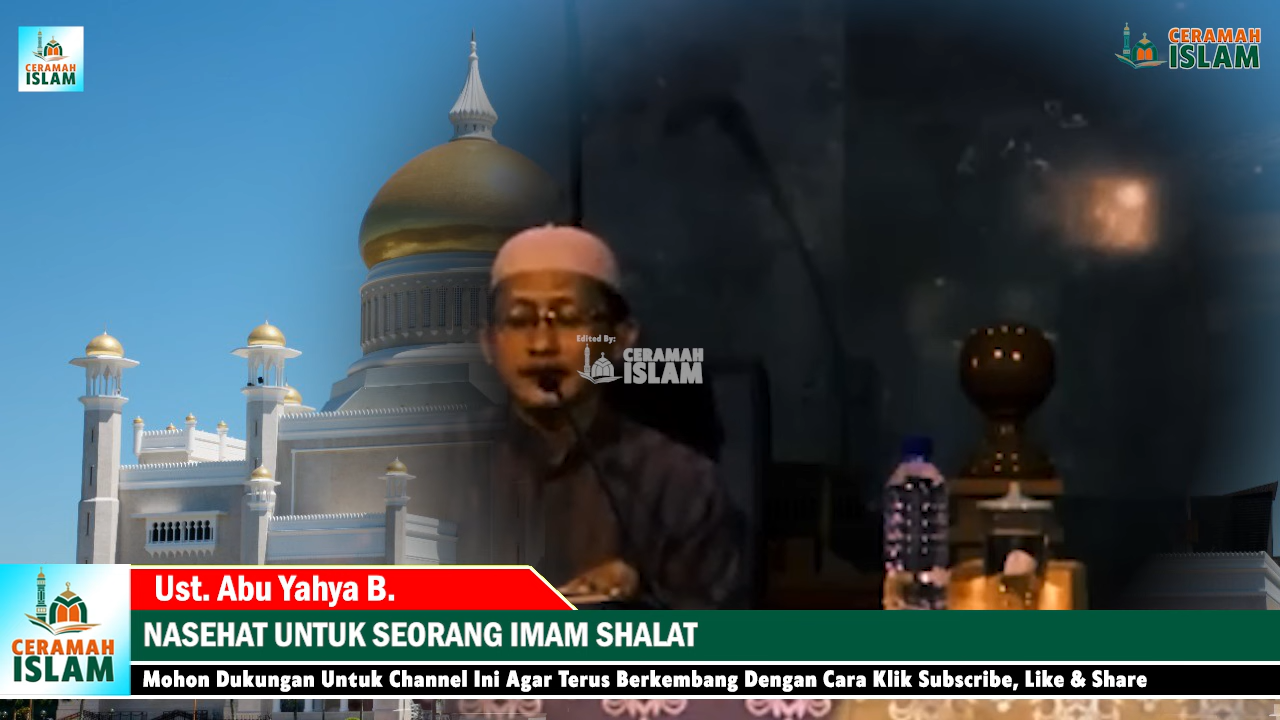 CERAMAH
ISLAM
CERAMAH
ISLAM
Edited By:
CERAMAH
ISLAM
Ust. Abu Yahya B.
NASEHAT UNTUK SEORANG IMAM SHALAT
CERAMAH
ISLAM
Mohon Dukungan Untuk Channel Ini Agar Terus Berkembang Dengan Cara Klik Subscribe, Like & Share